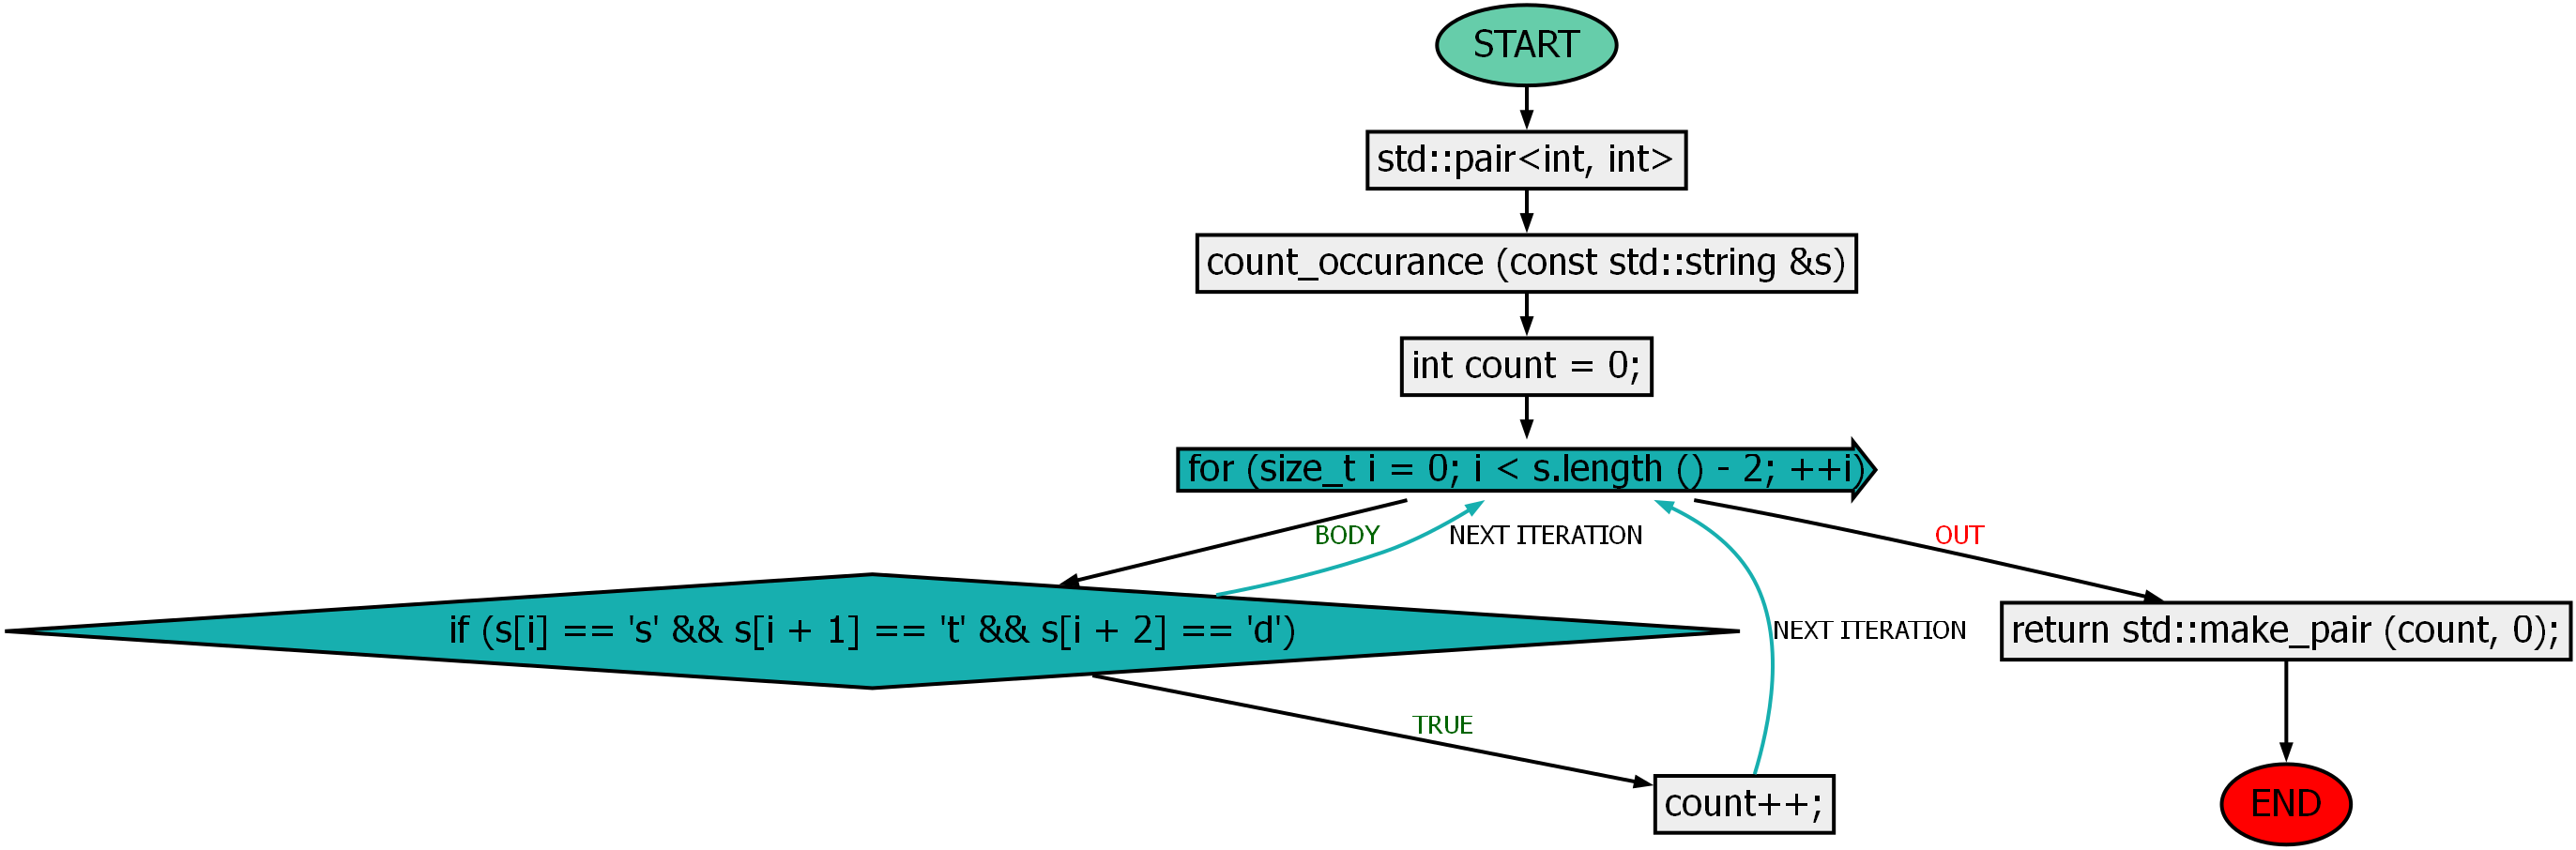 START
std::pair<int, int>
count_occurance (const std::string &s)
int count = 0;
for (size_t i = 0; i < s.length () - 2; ++i)
BODY
NEXT ITERATION
OUT
if (s[i] == 's' && s[i + 1] == 't' && s[i + 2] == 'd')
NEXT ITERATION
return std::make_pair (count, 0);
TRUE
count++;
END